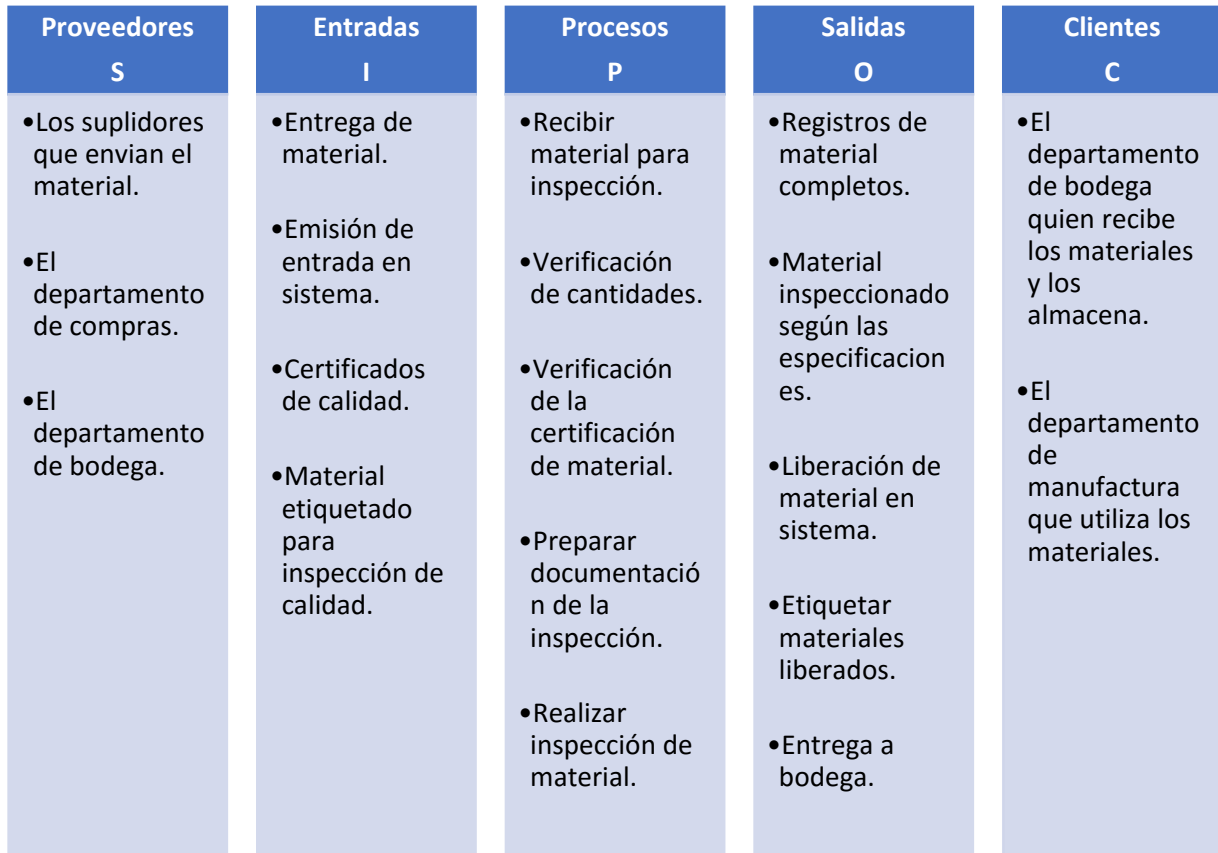 Proveedores
S
•Los suplidores
que envian el
material.
•El
departamento
de compras.
•El
departamento
de bodega.
Entradas
I
•Entrega de
material.
•Emisión de
entrada en
sistema.
•Certificados
de calidad.
•Material
etiquetado
para
inspección de
calidad.
Procesos
P
•Recibir
material para
inspección.
•Verificación
de cantidades.
•Verificación
de la
certificación
de material.
•Preparar
documentació
n de la
inspección.
•Realizar
inspección de
material.
Salidas
O
•Registros de
material
completos.
•Material
inspeccionado
según las
especificacion
es.
•Liberación de
material en
sistema.
•Etiquetar
materiales
liberados.
•Entrega a
bodega.
Clientes
C
•El
departamento
de bodega
quien recibe
los materiales
y los
almacena.
•El
departamento
de
manufactura
que utiliza los
materiales.